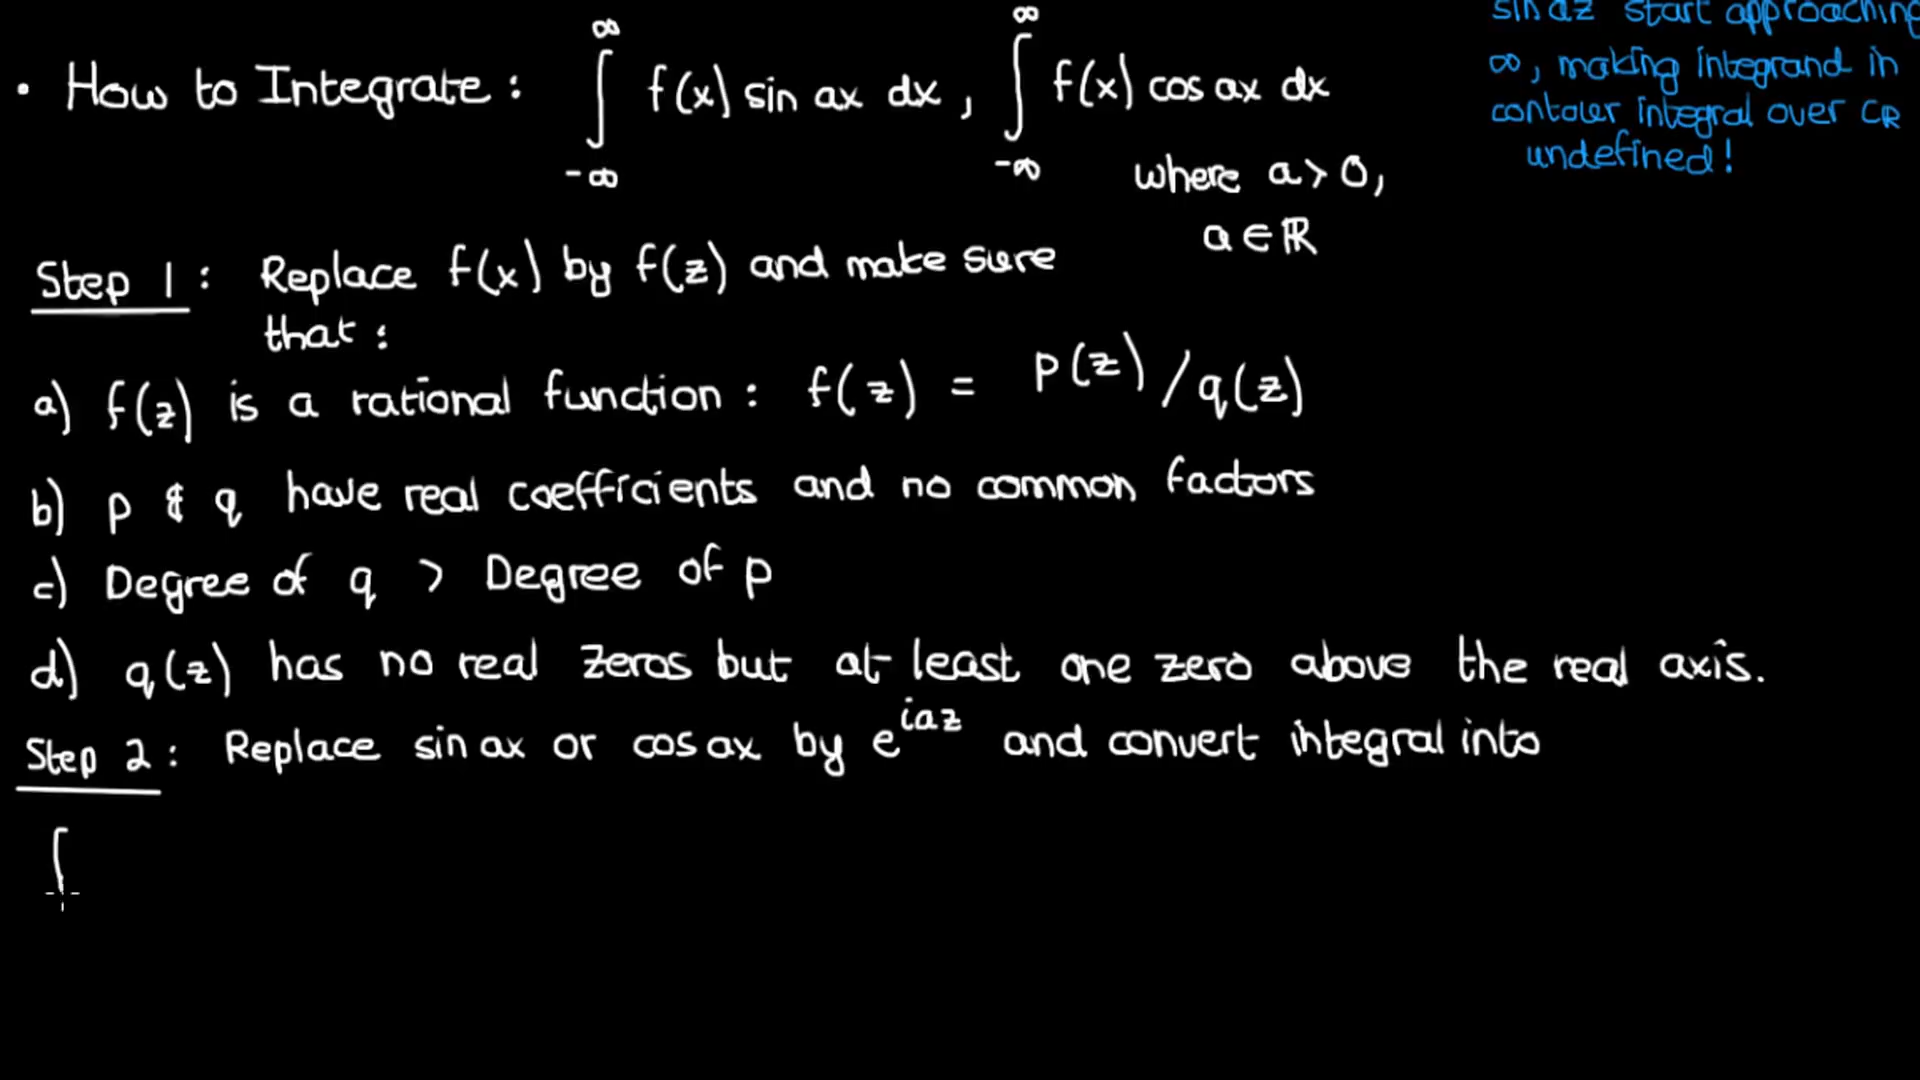 • How to Integrate : ∫_{-∞}^{∞} f(x) sin ax dx , ∫_{-∞}^{∞} f(x) cos ax dx
where a > 0,
a ∈ ℝ
sin az start approaching
∞, making integrand in
contour integral over C_R
undefined!
Step 1 : Replace f(x) by f(z) and make sure
that :
a) f(z) is a rational function : f(z) = p(z) / q(z)
b) p & q have real coefficients and no common factors
c) Degree of q > Degree of p
d) q(z) has no real zeros but at least one zero above the real axis.
Step 2 : Replace sin ax or cos ax by e^{iaz} and convert integral into
∫